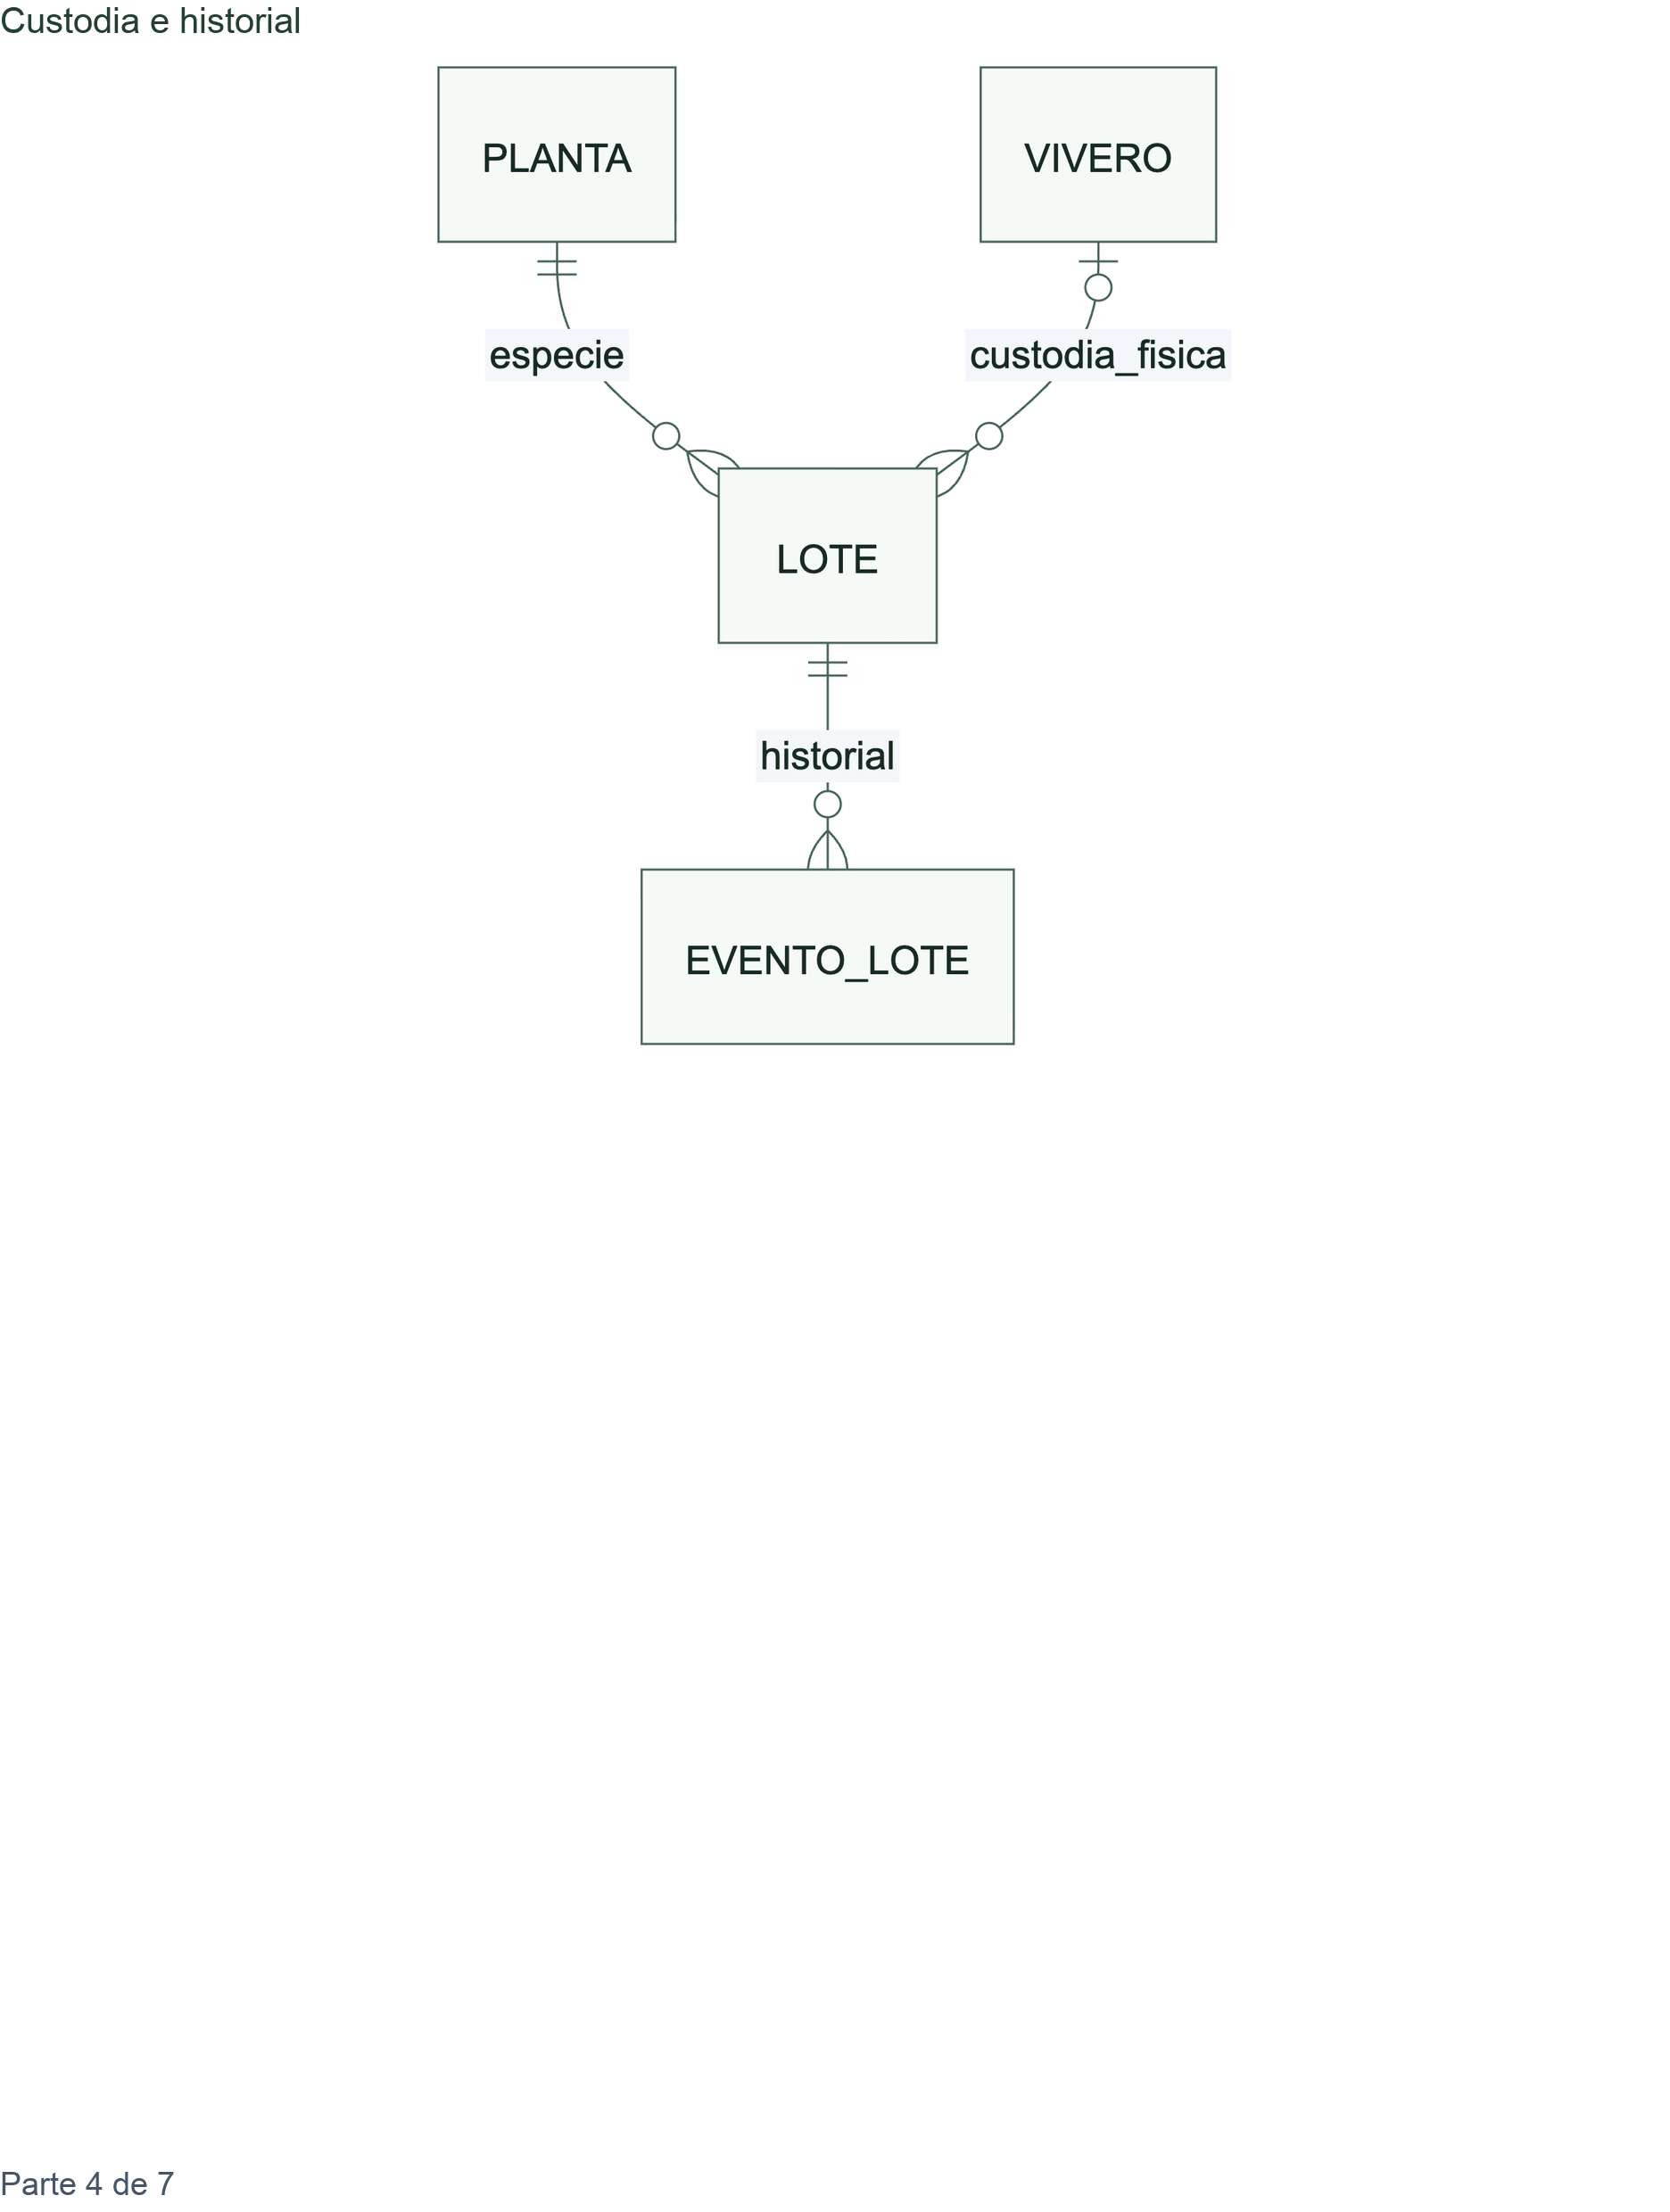 Custodia e historial
PLANTA
VIVERO
especie
custodia_fisica
LOTE
historial
EVENTO_LOTE
Parte 4 de 7